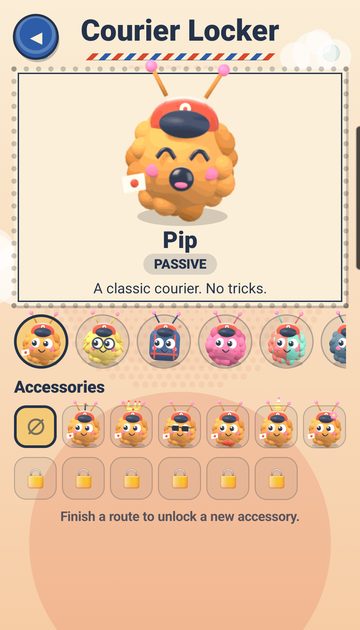 Courier Locker
Pip
PASSIVE
A classic courier. No tricks.
Accessories
Finish a route to unlock a new accessory.